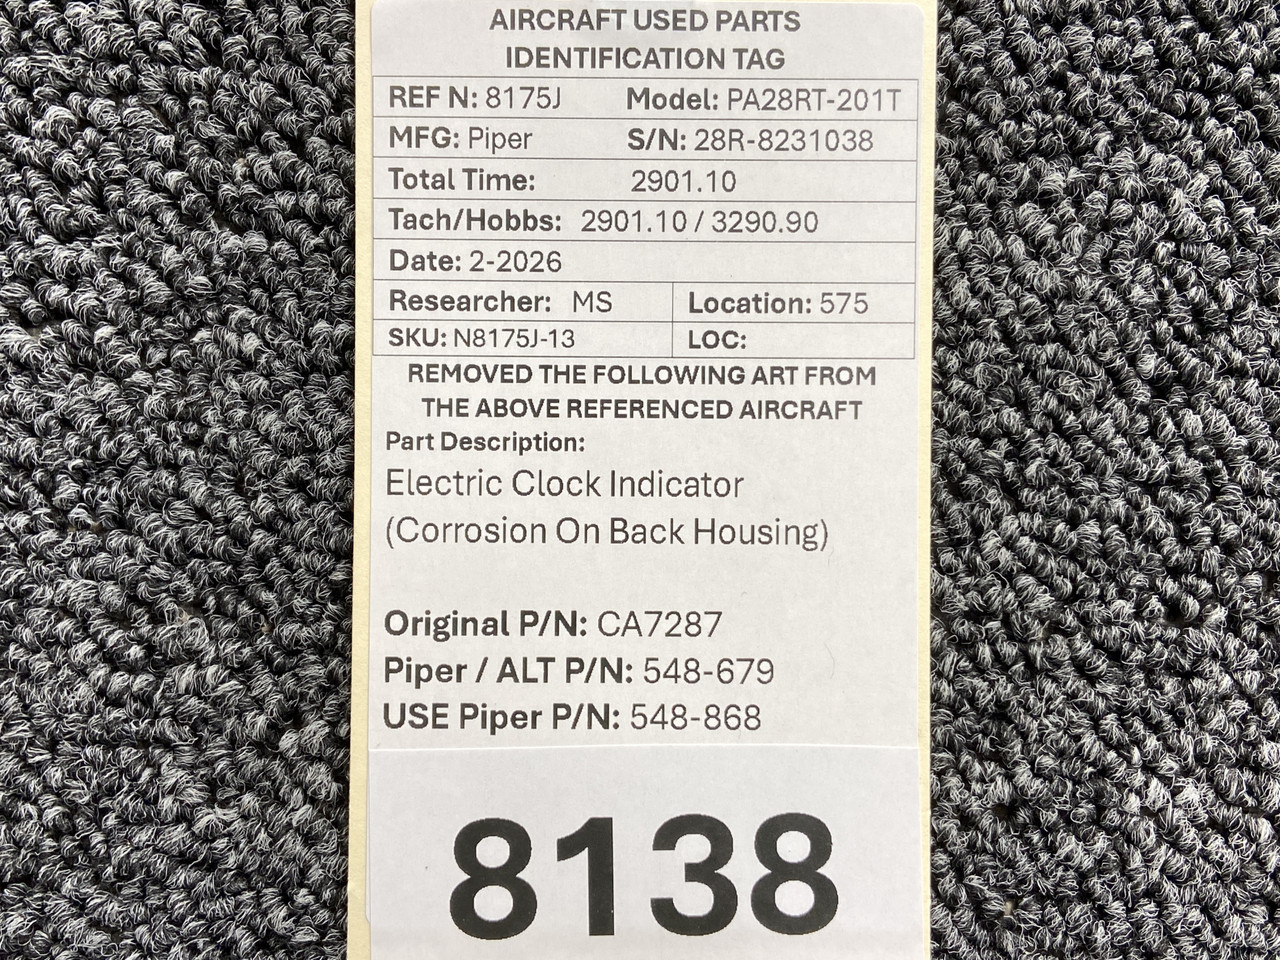 AIRCRAFT USED PARTS
IDENTIFICATION TAG
REF N: 8175J Model: PA28RT-201T
MFG: Piper S/N: 28R-8231038
Total Time: 2901.10
Tach/Hobbs: 2901.10 / 3290.90
Date: 2-2026
Researcher: MS Location: 575
SKU: N8175J-13 LOC:
REMOVED THE FOLLOWING ART FROM
THE ABOVE REFERENCED AIRCRAFT
Part Description:
Electric Clock Indicator
(Corrosion On Back Housing)
Original P/N: CA7287
Piper / ALT P/N: 548-679
USE Piper P/N: 548-868
8138